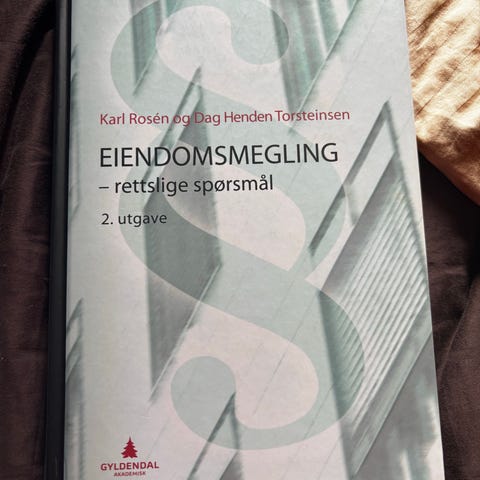 Karl Rosén og Dag Henden Torsteinsen
EIENDOMSMEGLING
– rettslige spørsmål
2. utgave
GYLDENDAL
AKADEMISK